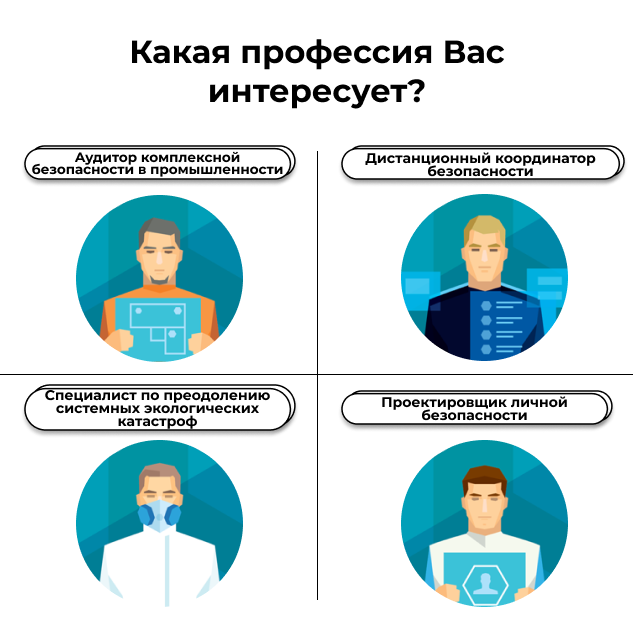 Какая профессия Вас
интересует?
Аудитор комплексной
безопасности в промышленности
Дистанционный координатор
безопасности
Специалист по преодолению
системных экологических
катастроф
Проектировщик личной
безопасности